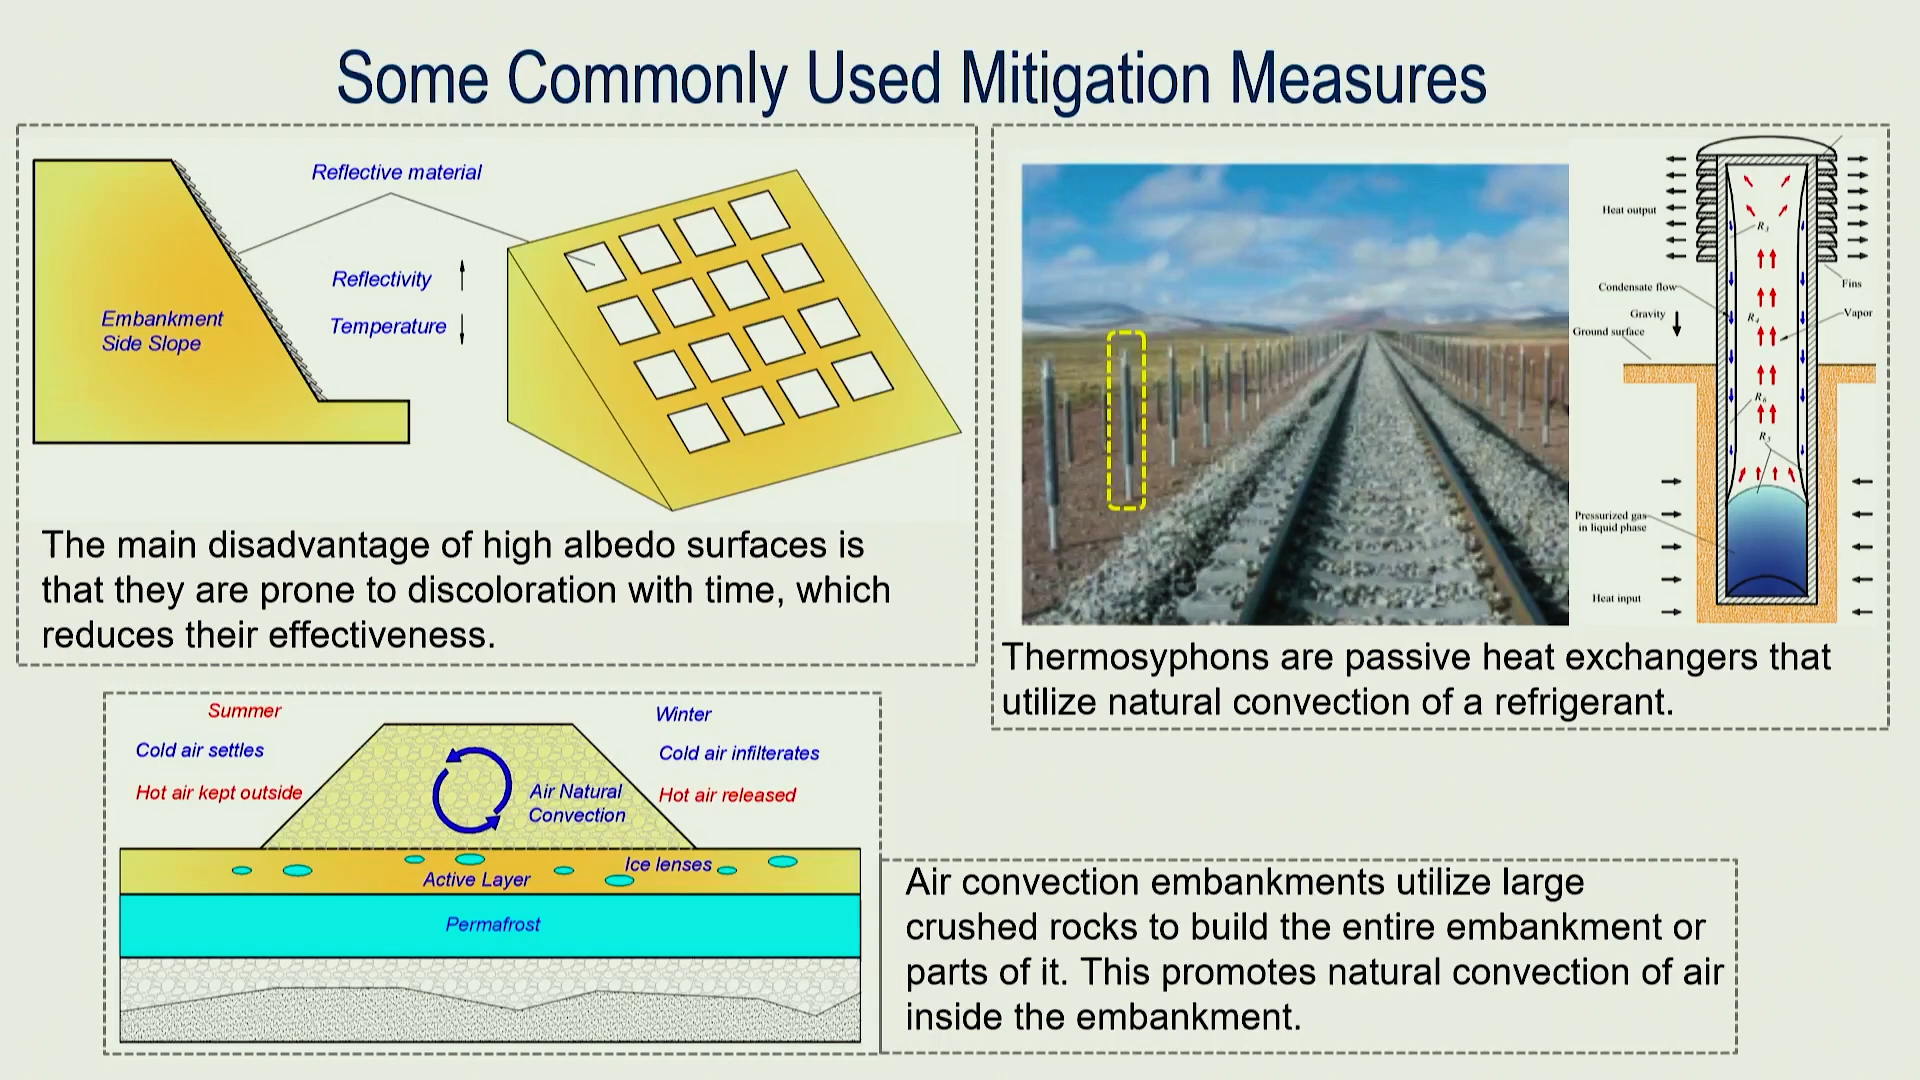 Some Commonly Used Mitigation Measures
Reflective material
Reflectivity
Temperature
Embankment
Side Slope
The main disadvantage of high albedo surfaces is
that they are prone to discoloration with time, which
reduces their effectiveness.
Heat output
R3
Condensate flow
Fins
Gravity
R4
Vapor
Ground surface
R6
R5
Pressurized gas
in liquid phase
Heat input
Thermosyphons are passive heat exchangers that
utilize natural convection of a refrigerant.
Summer
Cold air settles
Hot air kept outside
Winter
Cold air infilterates
Hot air released
Air Natural
Convection
Ice lenses
Active Layer
Permafrost
Air convection embankments utilize large
crushed rocks to build the entire embankment or
parts of it. This promotes natural convection of air
inside the embankment.